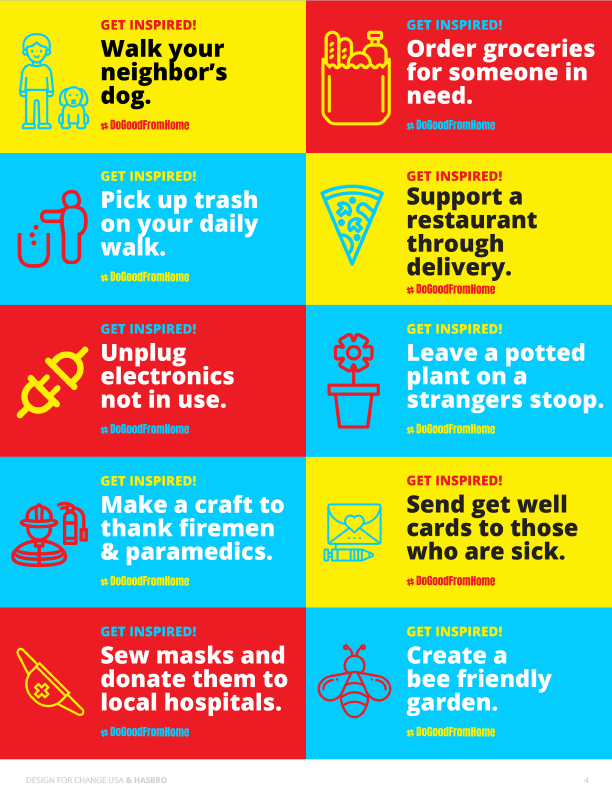 GET INSPIRED!
Walk your
neighbor’s
dog.
# DoGoodFromHome
GET INSPIRED!
Order groceries
for someone in
need.
# DoGoodFromHome
GET INSPIRED!
Pick up trash
on your daily
walk.
# DoGoodFromHome
GET INSPIRED!
Support a
restaurant
through
delivery.
# DoGoodFromHome
GET INSPIRED!
Unplug
electronics
not in use.
# DoGoodFromHome
GET INSPIRED!
Leave a potted
plant on a
strangers stoop.
# DoGoodFromHome
GET INSPIRED!
Make a craft to
thank firemen
& paramedics.
# DoGoodFromHome
GET INSPIRED!
Send get well
cards to those
who are sick.
# DoGoodFromHome
GET INSPIRED!
Sew masks and
donate them to
local hospitals.
# DoGoodFromHome
GET INSPIRED!
Create a
bee friendly
garden.
# DoGoodFromHome
DESIGN FOR CHANGE USA & HASBRO
4